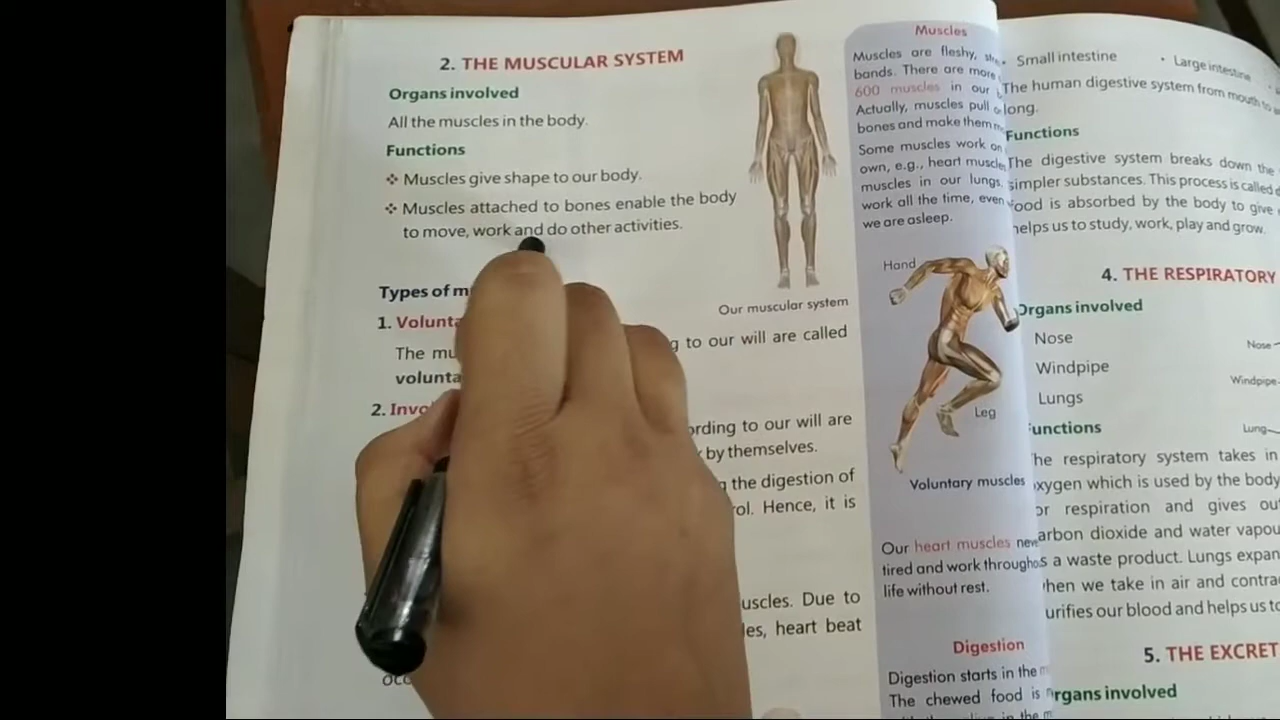 2. THE MUSCULAR SYSTEM
Organs involved
All the muscles in the body.
Functions
❖ Muscles give shape to our body.
❖ Muscles attached to bones enable the body
to move, work and do other activities.
Our muscular system
Types of
1.
to our will are called
The
2.
to our will are
by themselves.
the digestion of
Hence, it is
Due to
heart beat
Muscles
Muscles are fleshy,
bands. There are more
600 muscles in our
Actually, muscles pull
bones and make them
Some muscles work on
own, e.g., heart
muscles in our lungs,
work all the time, even
we are asleep.
Hand
Leg
Voluntary muscles
Our heart muscles
tired and work
life without rest.
Digestion
Digestion starts in the
The chewed food is
in the
• Small intestine
• Large intestine
The human digestive system from mouth to
long.
Functions
The digestive system breaks down the
simpler substances. This process is called
food is absorbed by the body to give
helps us to study, work, play and grow.
4. THE RESPIRATORY
Organs involved
Nose
Nose
Windpipe
Windpipe
Lungs
Lung
Functions
The respiratory system takes in
oxygen which is used by the body
for respiration and gives out
carbon dioxide and water
as a waste product. Lungs
when we take in air and
purifies our blood and helps us to
5. THE
Organs involved